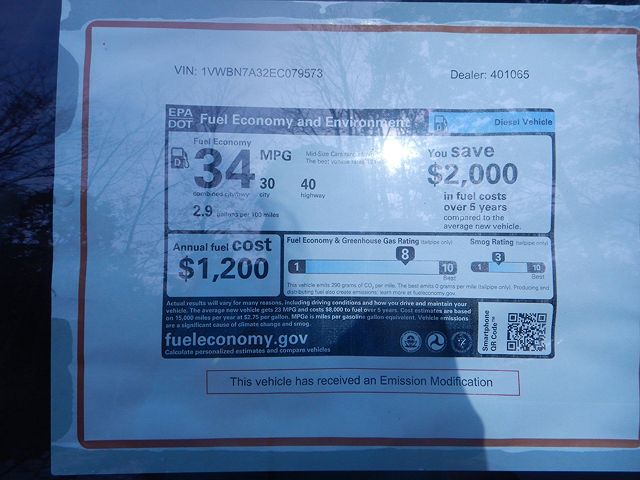 VIN: 1VWBN7A32EC079573
Dealer: 401065
EPA
DOT
Fuel Economy and Environment
Diesel Vehicle
D
Fuel Economy
34 MPG
combined city/hwy
30
city
40
highway
2.9 gallons per 100 miles
Mid-Size Cars
The best vehicle rates
You save
$2,000
in fuel costs
over 5 years
compared to the
average new vehicle.
Annual fuel cost
$1,200
Fuel Economy & Greenhouse Gas Rating (tailpipe only)
1
8
10
Best
Smog Rating (tailpipe only)
1
3
10
Best
This vehicle emits 290 grams of CO2 per mile. The best emits 0 grams per mile (tailpipe only). Producing and
distributing fuel also create emissions; learn more at fueleconomy.gov
Actual results will vary for many reasons, including driving conditions and how you drive and maintain your
vehicle. The average new vehicle gets 23 MPG and costs $8,000 to fuel over 5 years. Cost estimates are based
on 15,000 miles per year at $2.75 per gallon. MPGe is miles per gasoline gallon equivalent. Vehicle emissions
are a significant cause of climate change and smog.
fueleconomy.gov
Calculate personalized estimates and compare vehicles
Smartphone
QR Code™
This vehicle has received an Emission Modification